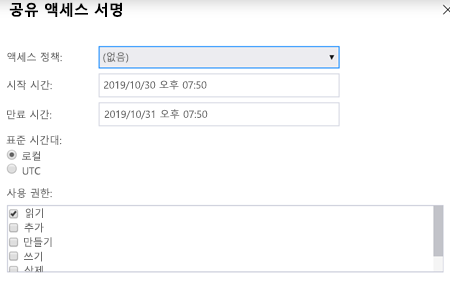 공유 액세스 서명
액세스 정책: (없음)
시작 시간: 2019/10/30 오후 07:50
만료 시간: 2019/10/31 오후 07:50
표준 시간대:
로컬
UTC
사용 권한:
읽기
추가
만들기
쓰기
삭제